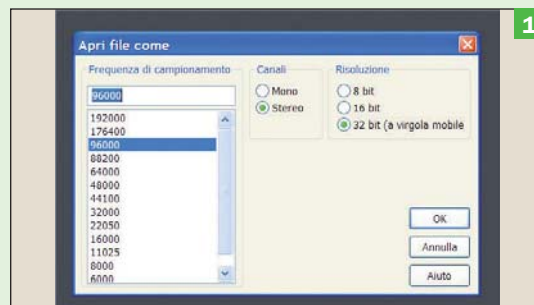 1
Apri file come
Frequenza di campionamento
96000
192000
176400
96000
88200
64000
48000
44100
32000
22050
16000
11025
8000
6000
Canali
Mono
Stereo
Risoluzione
8 bit
16 bit
32 bit (a virgola mobile
OK
Annulla
Aiuto